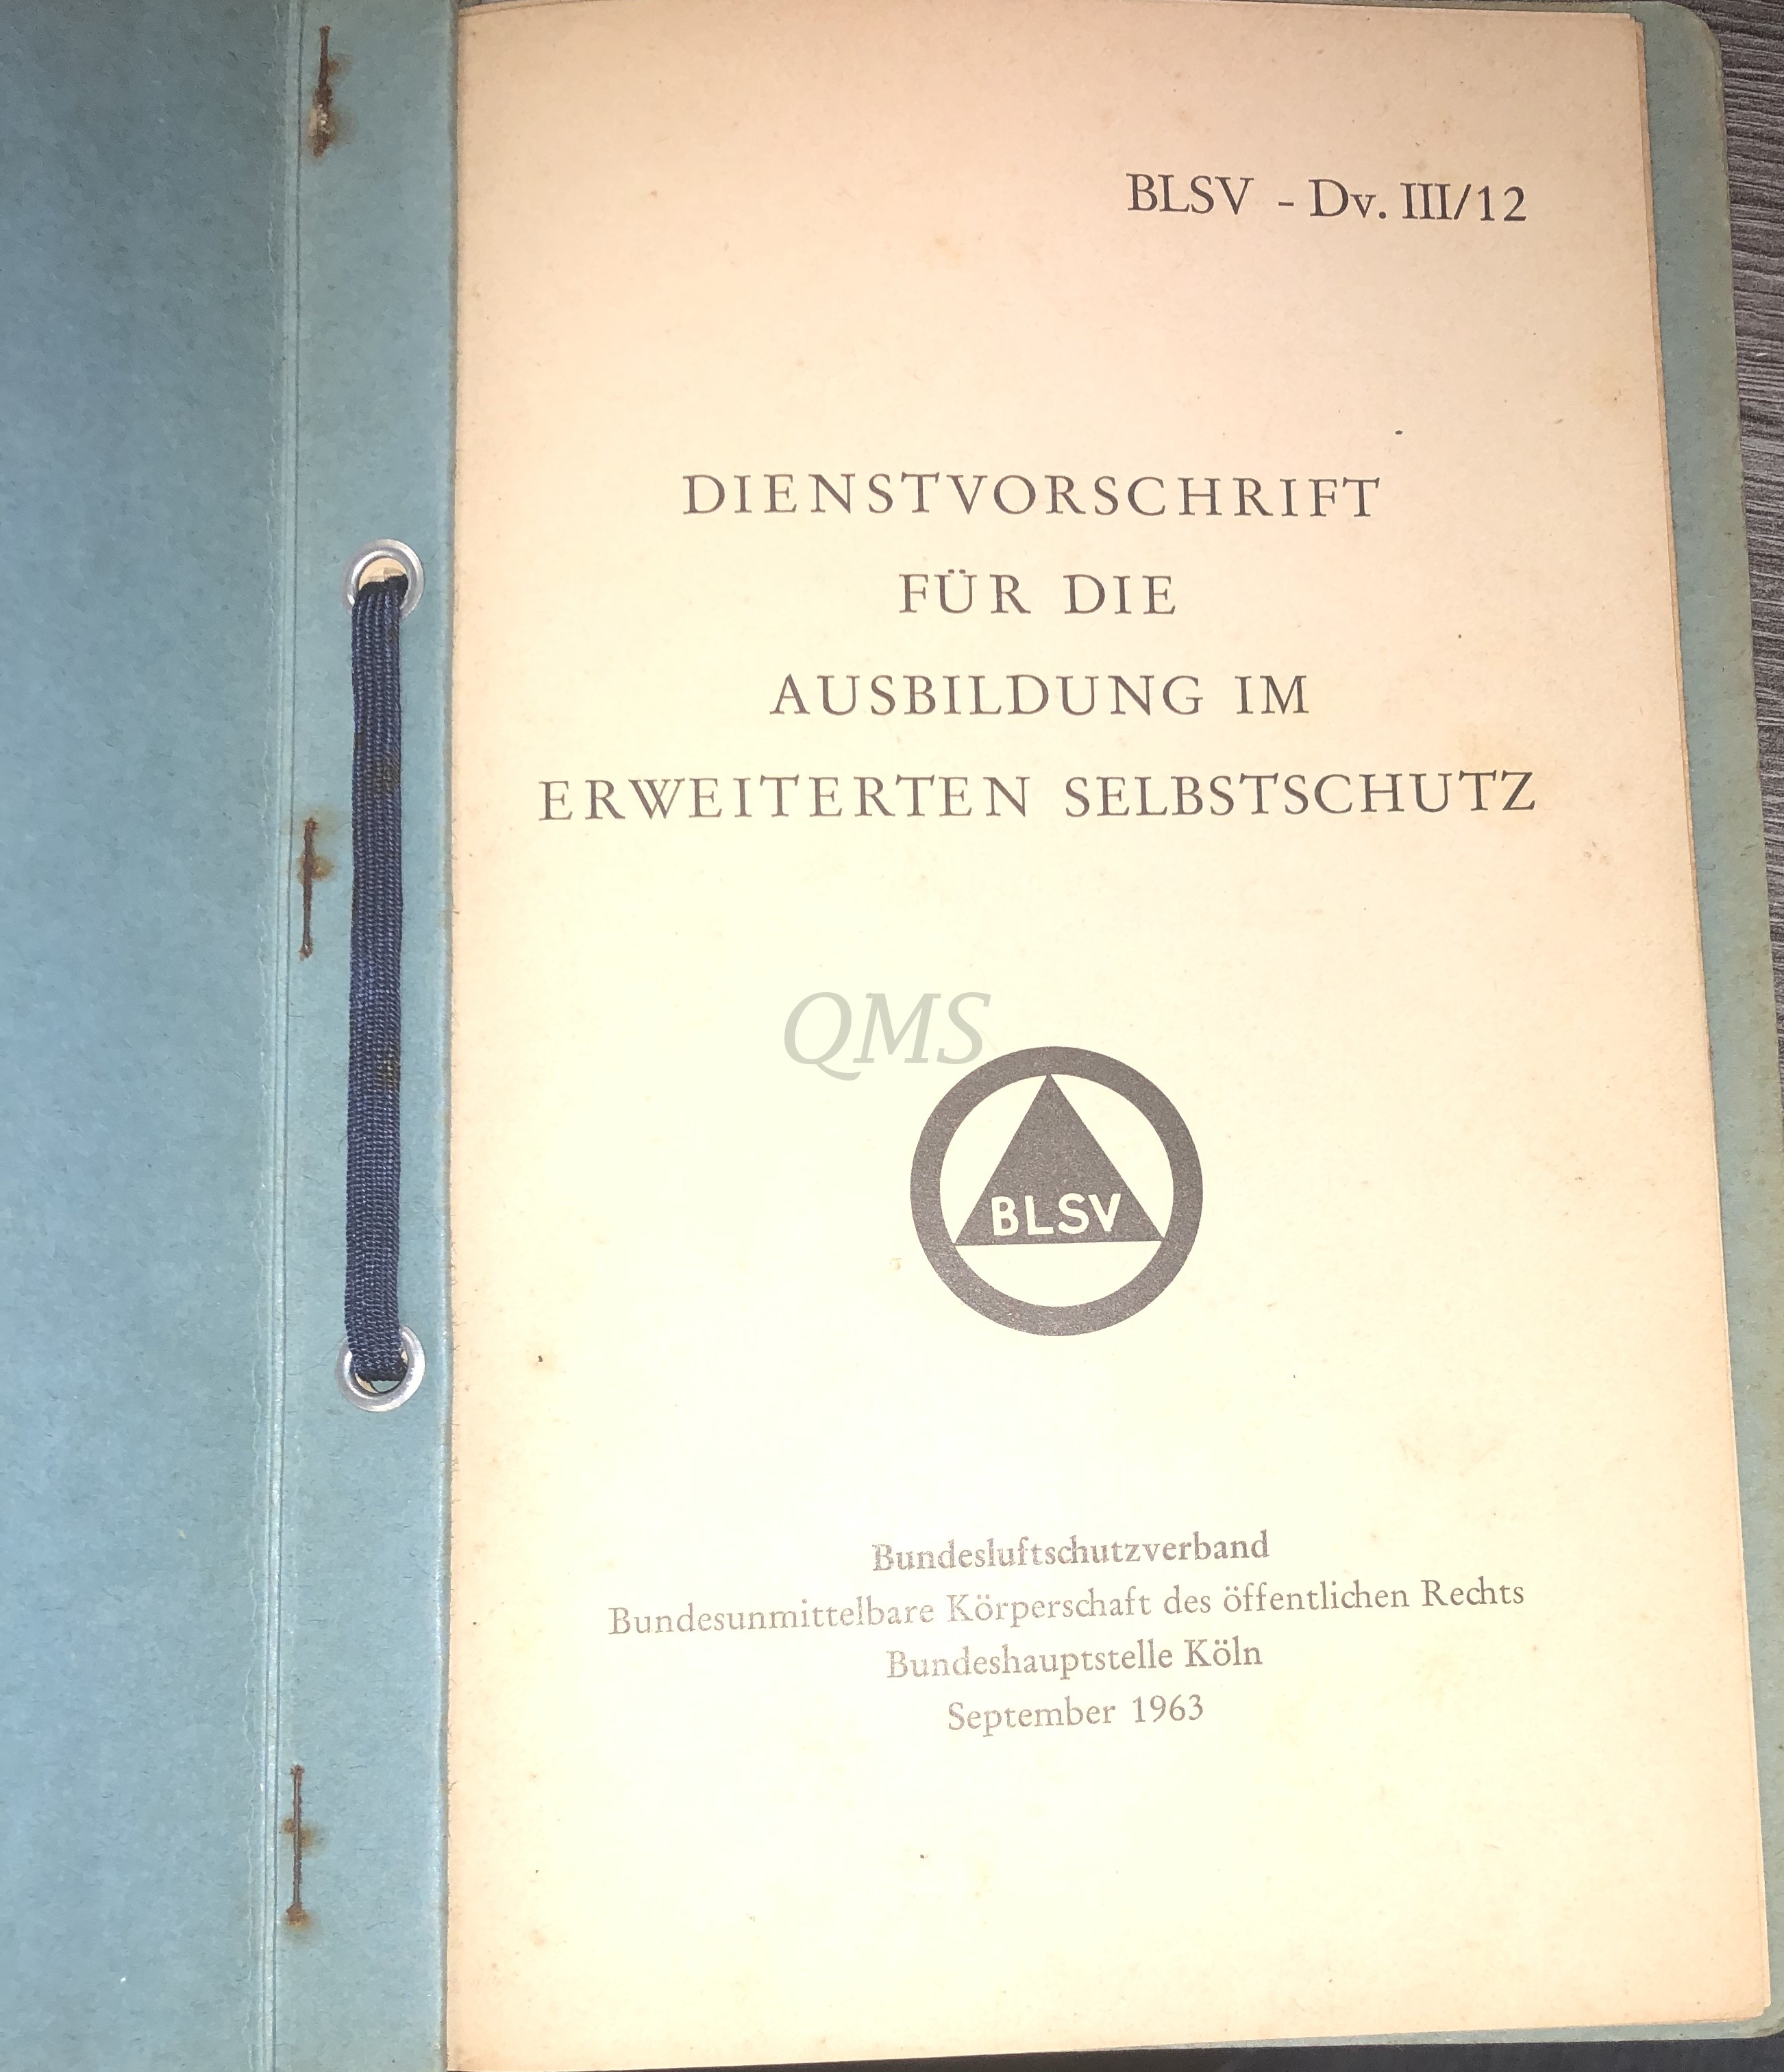 BLSV - Dv. III/12
DIENSTVORSCHRIFT
FÜR DIE
AUSBILDUNG IM
ERWEITERTEN SELBSTSCHUTZ
QMS
BLSV
Bundesluftschutzverband
Bundesunmittelbare Körperschaft des öffentlichen Rechts
Bundeshauptstelle Köln
September 1963